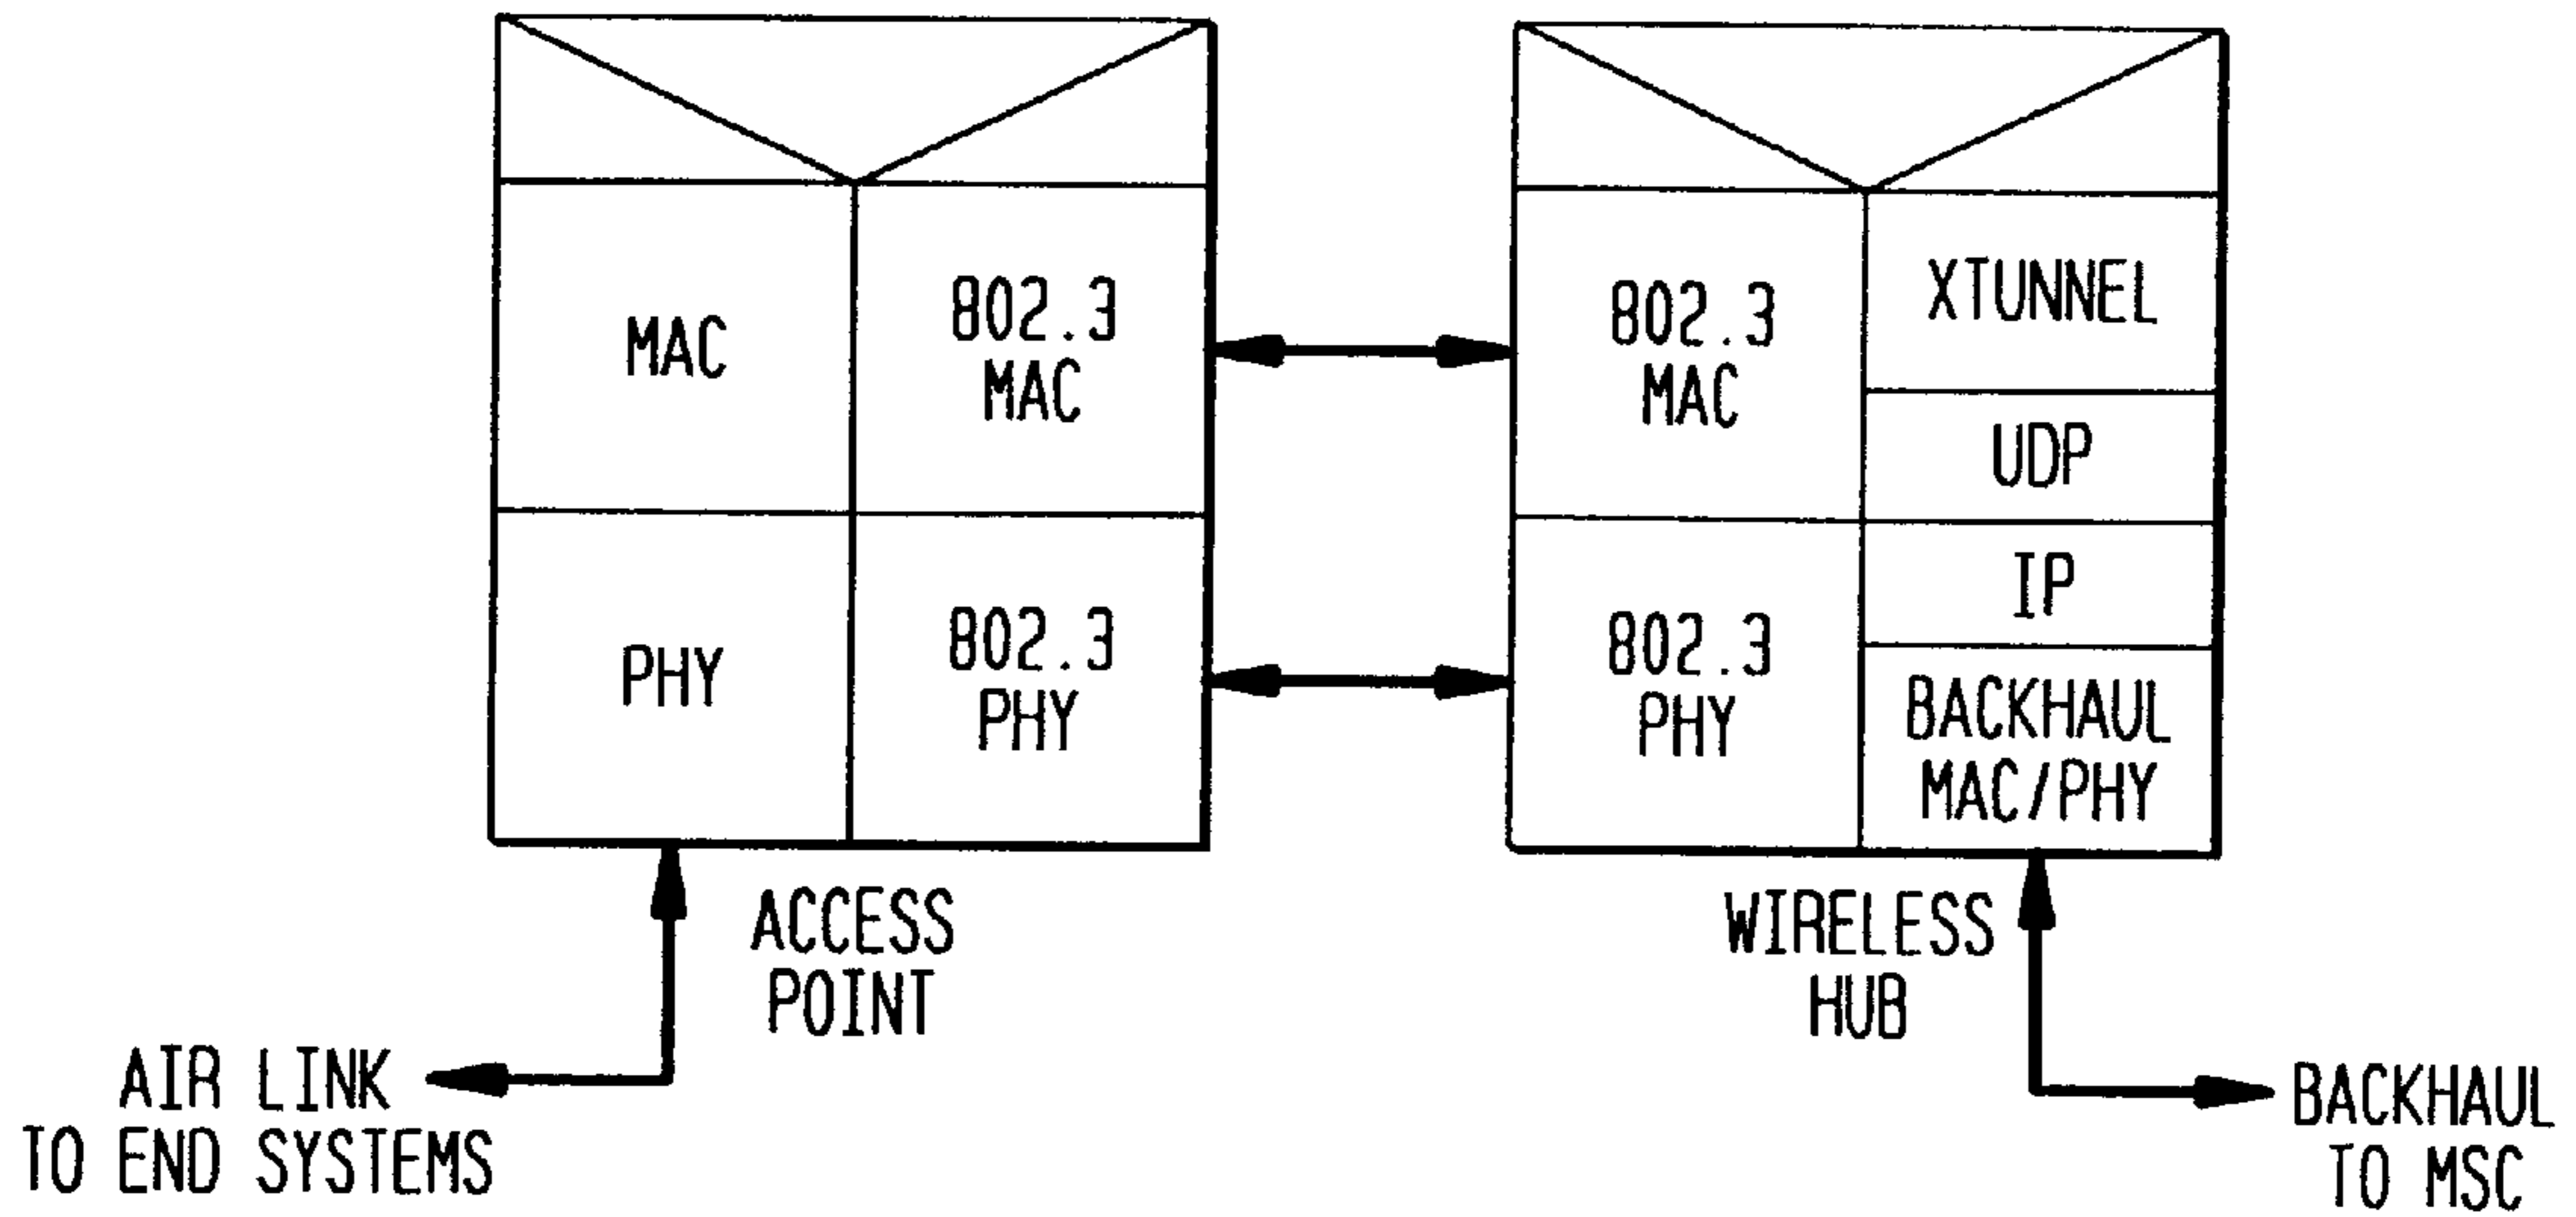 MAC
802.3
MAC
PHY
802.3
PHY
ACCESS
POINT
AIR LINK
TO END SYSTEMS
802.3
MAC
XTUNNEL
UDP
802.3
PHY
IP
BACKHAUL
MAC/PHY
WIRELESS
HUB
BACKHAUL
TO MSC